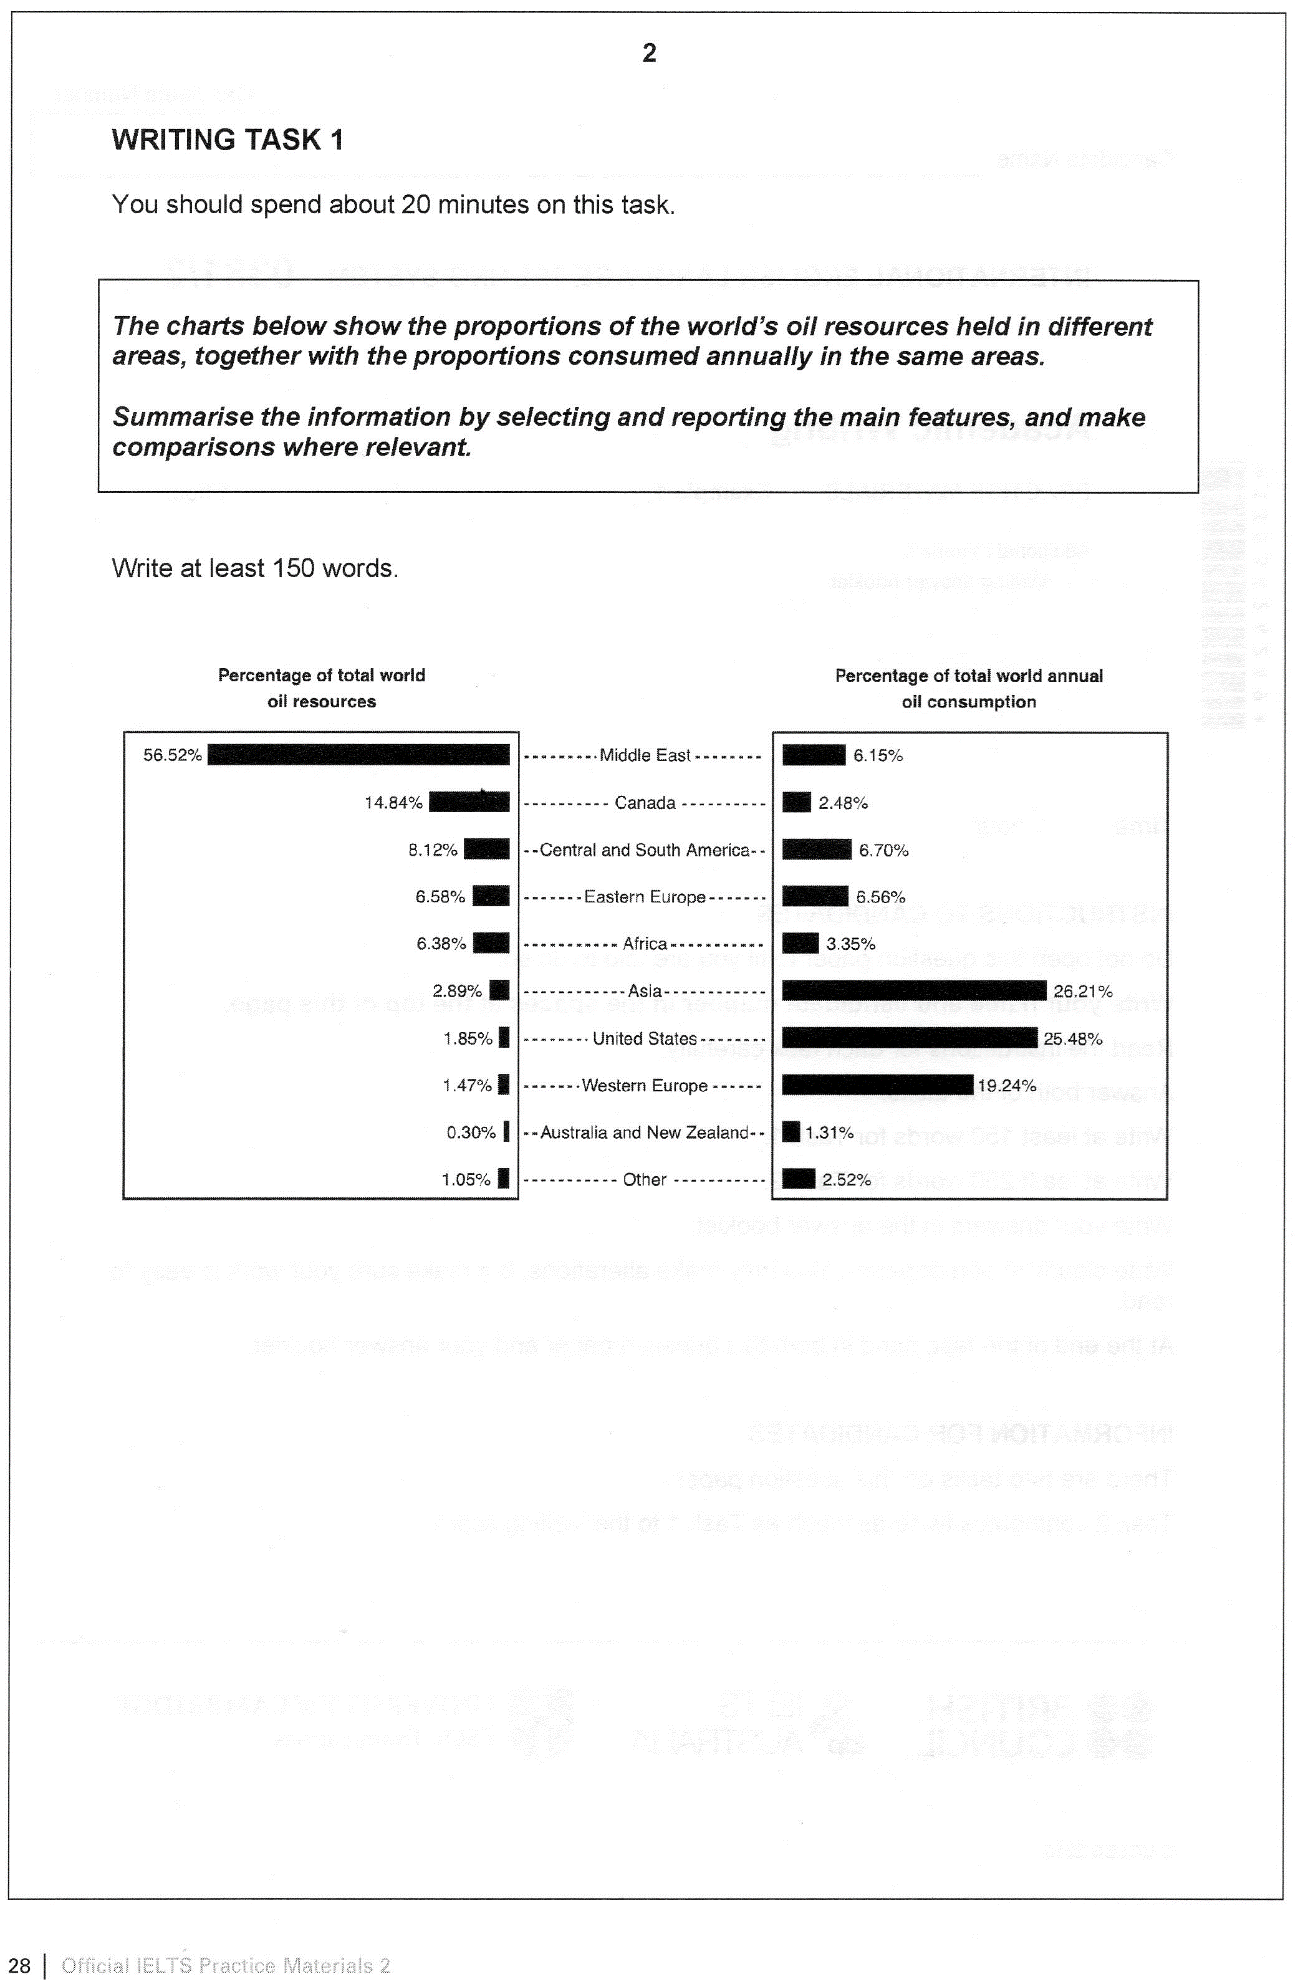 2
WRITING TASK 1
You should spend about 20 minutes on this task.
The charts below show the proportions of the world's oil resources held in different
areas, together with the proportions consumed annually in the same areas.
Summarise the information by selecting and reporting the main features, and make
comparisons where relevant.
Write at least 150 words.
Percentage of total world
oil resources
Percentage of total world annual
oil consumption
56.52% Middle East 6.15%
14.84% Canada 2.48%
8.12% Central and South America 6.70%
6.58% Eastern Europe 6.56%
6.38% Africa 3.35%
2.89% Asia 26.21%
1.85% United States 25.48%
1.47% Western Europe 19.24%
0.30% Australia and New Zealand 1.31%
1.05% Other 2.52%
28 | Official IELTS Practice Materials 2